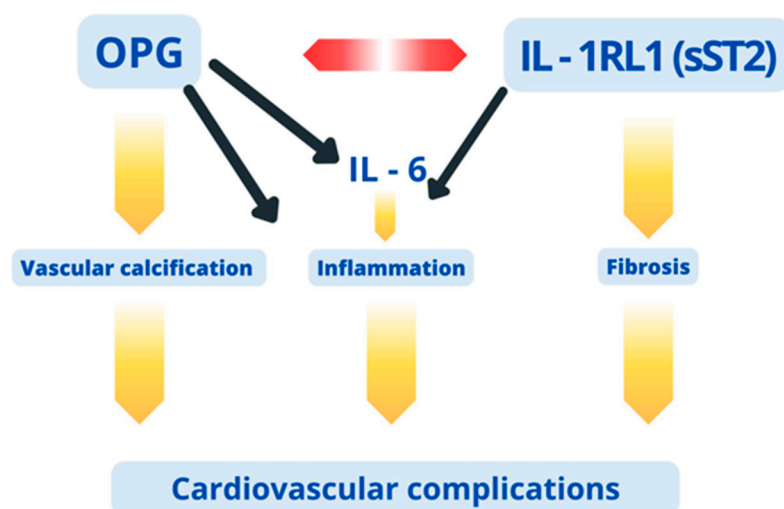 OPG
IL - 1RL1 (sST2)
IL - 6
Vascular calcification
Inflammation
Fibrosis
Cardiovascular complications